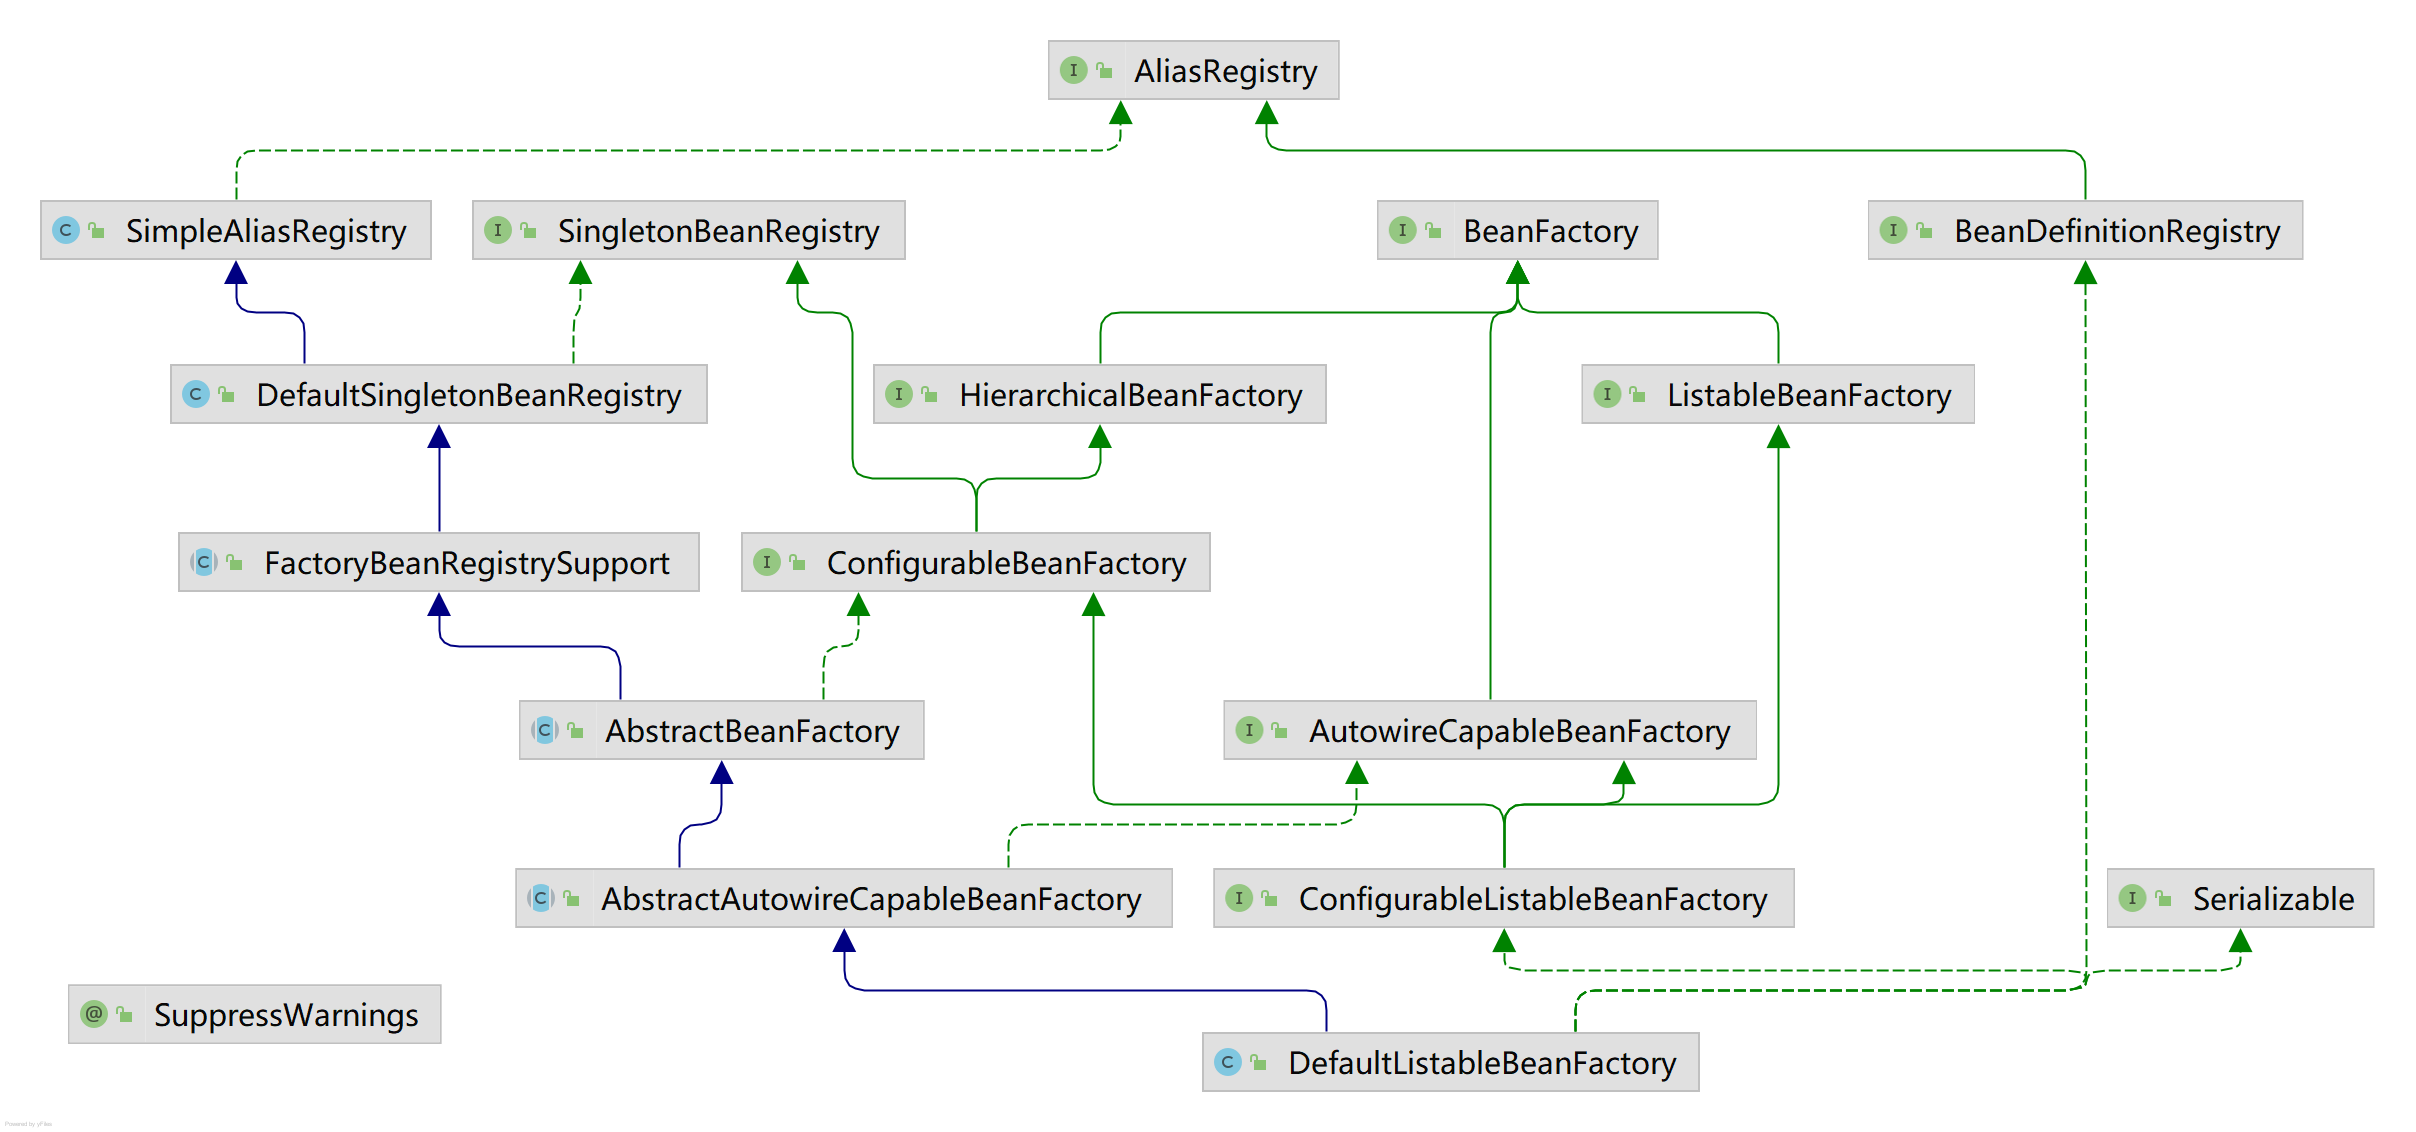 AliasRegistry
SimpleAliasRegistry
SingletonBeanRegistry
BeanFactory
BeanDefinitionRegistry
DefaultSingletonBeanRegistry
HierarchicalBeanFactory
ListableBeanFactory
FactoryBeanRegistrySupport
ConfigurableBeanFactory
AbstractBeanFactory
AutowireCapableBeanFactory
AbstractAutowireCapableBeanFactory
ConfigurableListableBeanFactory
Serializable
SuppressWarnings
DefaultListableBeanFactory
Powered by yFiles